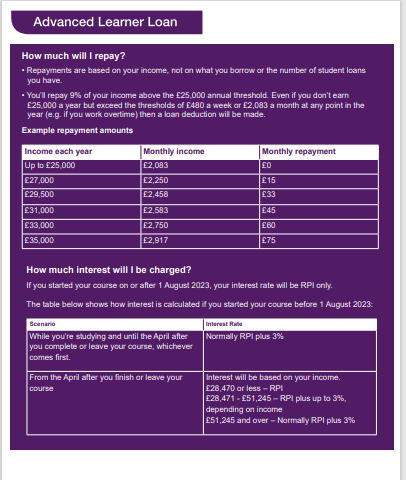 Advanced Learner Loan
How much will I repay?
• Repayments are based on your income, not on what you borrow or the number of student loans
you have.
• You'll repay 9% of your income above the £25,000 annual threshold. Even if you don't earn
£25,000 a year but exceed the thresholds of £480 a week or £2,083 a month at any point in the
year (e.g. if you work overtime) then a loan deduction will be made.
Example repayment amounts
Income each year Monthly income Monthly repayment
Up to £25,000 £2,083 £0
£27,000 £2,250 £15
£29,500 £2,458 £33
£31,000 £2,583 £45
£33,000 £2,750 £60
£35,000 £2,917 £75
How much interest will I be charged?
If you started your course on or after 1 August 2023, your interest rate will be RPI only.
The table below shows how interest is calculated if you started your course before 1 August 2023:
Scenario Interest Rate
While you're studying and until the April after Normally RPI plus 3%
you complete or leave your course, whichever
comes first.
From the April after you finish or leave your Interest will be based on your income.
course £28,470 or less – RPI
£28,471 - £51,245 – RPI plus up to 3%,
depending on income
£51,245 and over – Normally RPI plus 3%